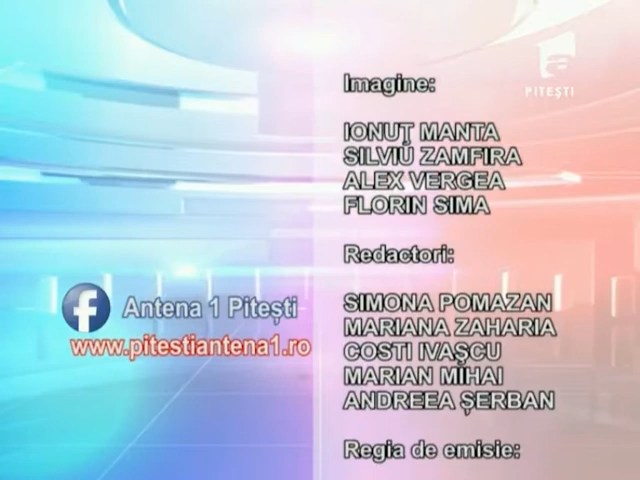 PITEȘTI
Imagine:
IONUȚ MANTA
SILVIU ZAMFIRA
ALEX VERGEA
FLORIN SIMA
Redactori:
SIMONA POMAZAN
MARIANA ZAHARIA
COSTI IVAȘCU
MARIAN MIHAI
ANDREEA ȘERBAN
Regia de emisie:
f Antena 1 Pitești
www.pitestiantena1.ro